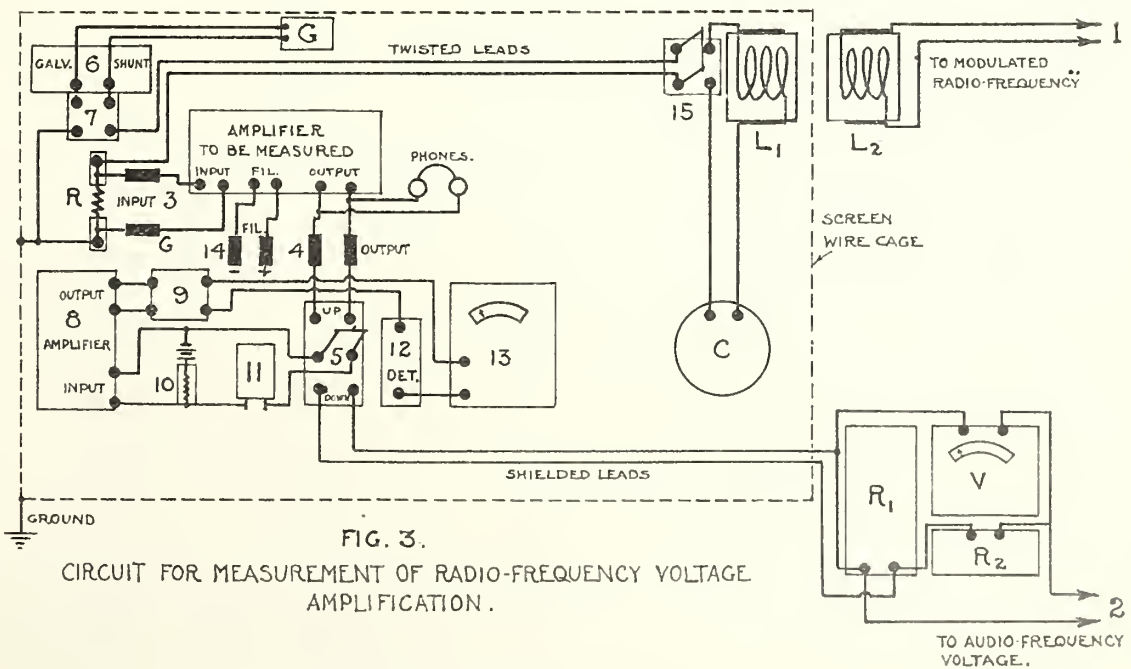 G
GALV. 6 SHUNT
7
TWISTED LEADS
15
L1
L2
1
TO MODULATED
RADIO-FREQUENCY
AMPLIFIER
TO BE MEASURED
INPUT FIL. OUTPUT
PHONES.
R
INPUT 3
G
14
FIL.
- +
4
OUTPUT
SCREEN
WIRE CAGE
OUTPUT
8
AMPLIFIER
INPUT
9
10
11
UP
5
DOWN
12
DET.
13
C
SHIELDED LEADS
R1
V
R2
2
TO AUDIO-FREQUENCY
VOLTAGE.
GROUND
FIG. 3.
CIRCUIT FOR MEASUREMENT OF RADIO-FREQUENCY VOLTAGE
AMPLIFICATION.